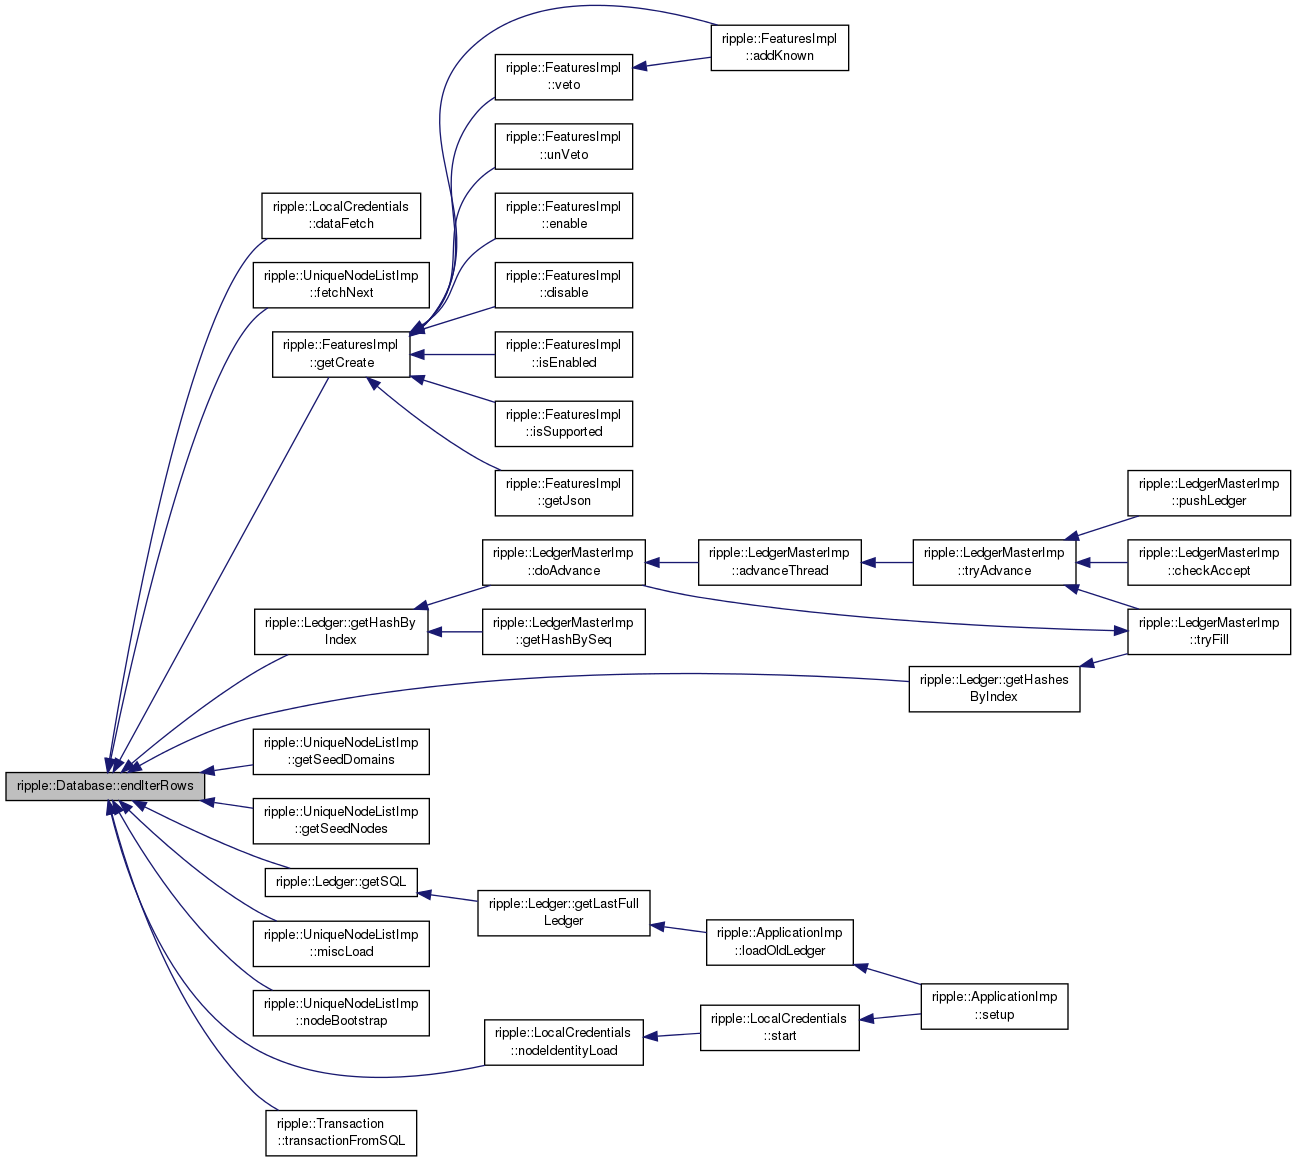 ripple::FeaturesImpl
::addKnown
ripple::FeaturesImpl
::veto
ripple::FeaturesImpl
::unVeto
ripple::LocalCredentials
::dataFetch
ripple::FeaturesImpl
::enable
ripple::UniqueNodeListImp
::fetchNext
ripple::FeaturesImpl
::disable
ripple::FeaturesImpl
::getCreate
ripple::FeaturesImpl
::isEnabled
ripple::FeaturesImpl
::isSupported
ripple::FeaturesImpl
::getJson
ripple::LedgerMasterImp
::pushLedger
ripple::LedgerMasterImp
::doAdvance
ripple::LedgerMasterImp
::advanceThread
ripple::LedgerMasterImp
::tryAdvance
ripple::LedgerMasterImp
::checkAccept
ripple::Ledger::getHashBy
Index
ripple::LedgerMasterImp
::getHashBySeq
ripple::LedgerMasterImp
::tryFill
ripple::Ledger::getHashes
ByIndex
ripple::UniqueNodeListImp
::getSeedDomains
ripple::Database::endIterRows
ripple::UniqueNodeListImp
::getSeedNodes
ripple::Ledger::getSQL
ripple::Ledger::getLastFull
Ledger
ripple::UniqueNodeListImp
::miscLoad
ripple::ApplicationImp
::loadOldLedger
ripple::UniqueNodeListImp
::nodeBootstrap
ripple::ApplicationImp
::setup
ripple::LocalCredentials
::nodeIdentityLoad
ripple::LocalCredentials
::start
ripple::Transaction
::transactionFromSQL